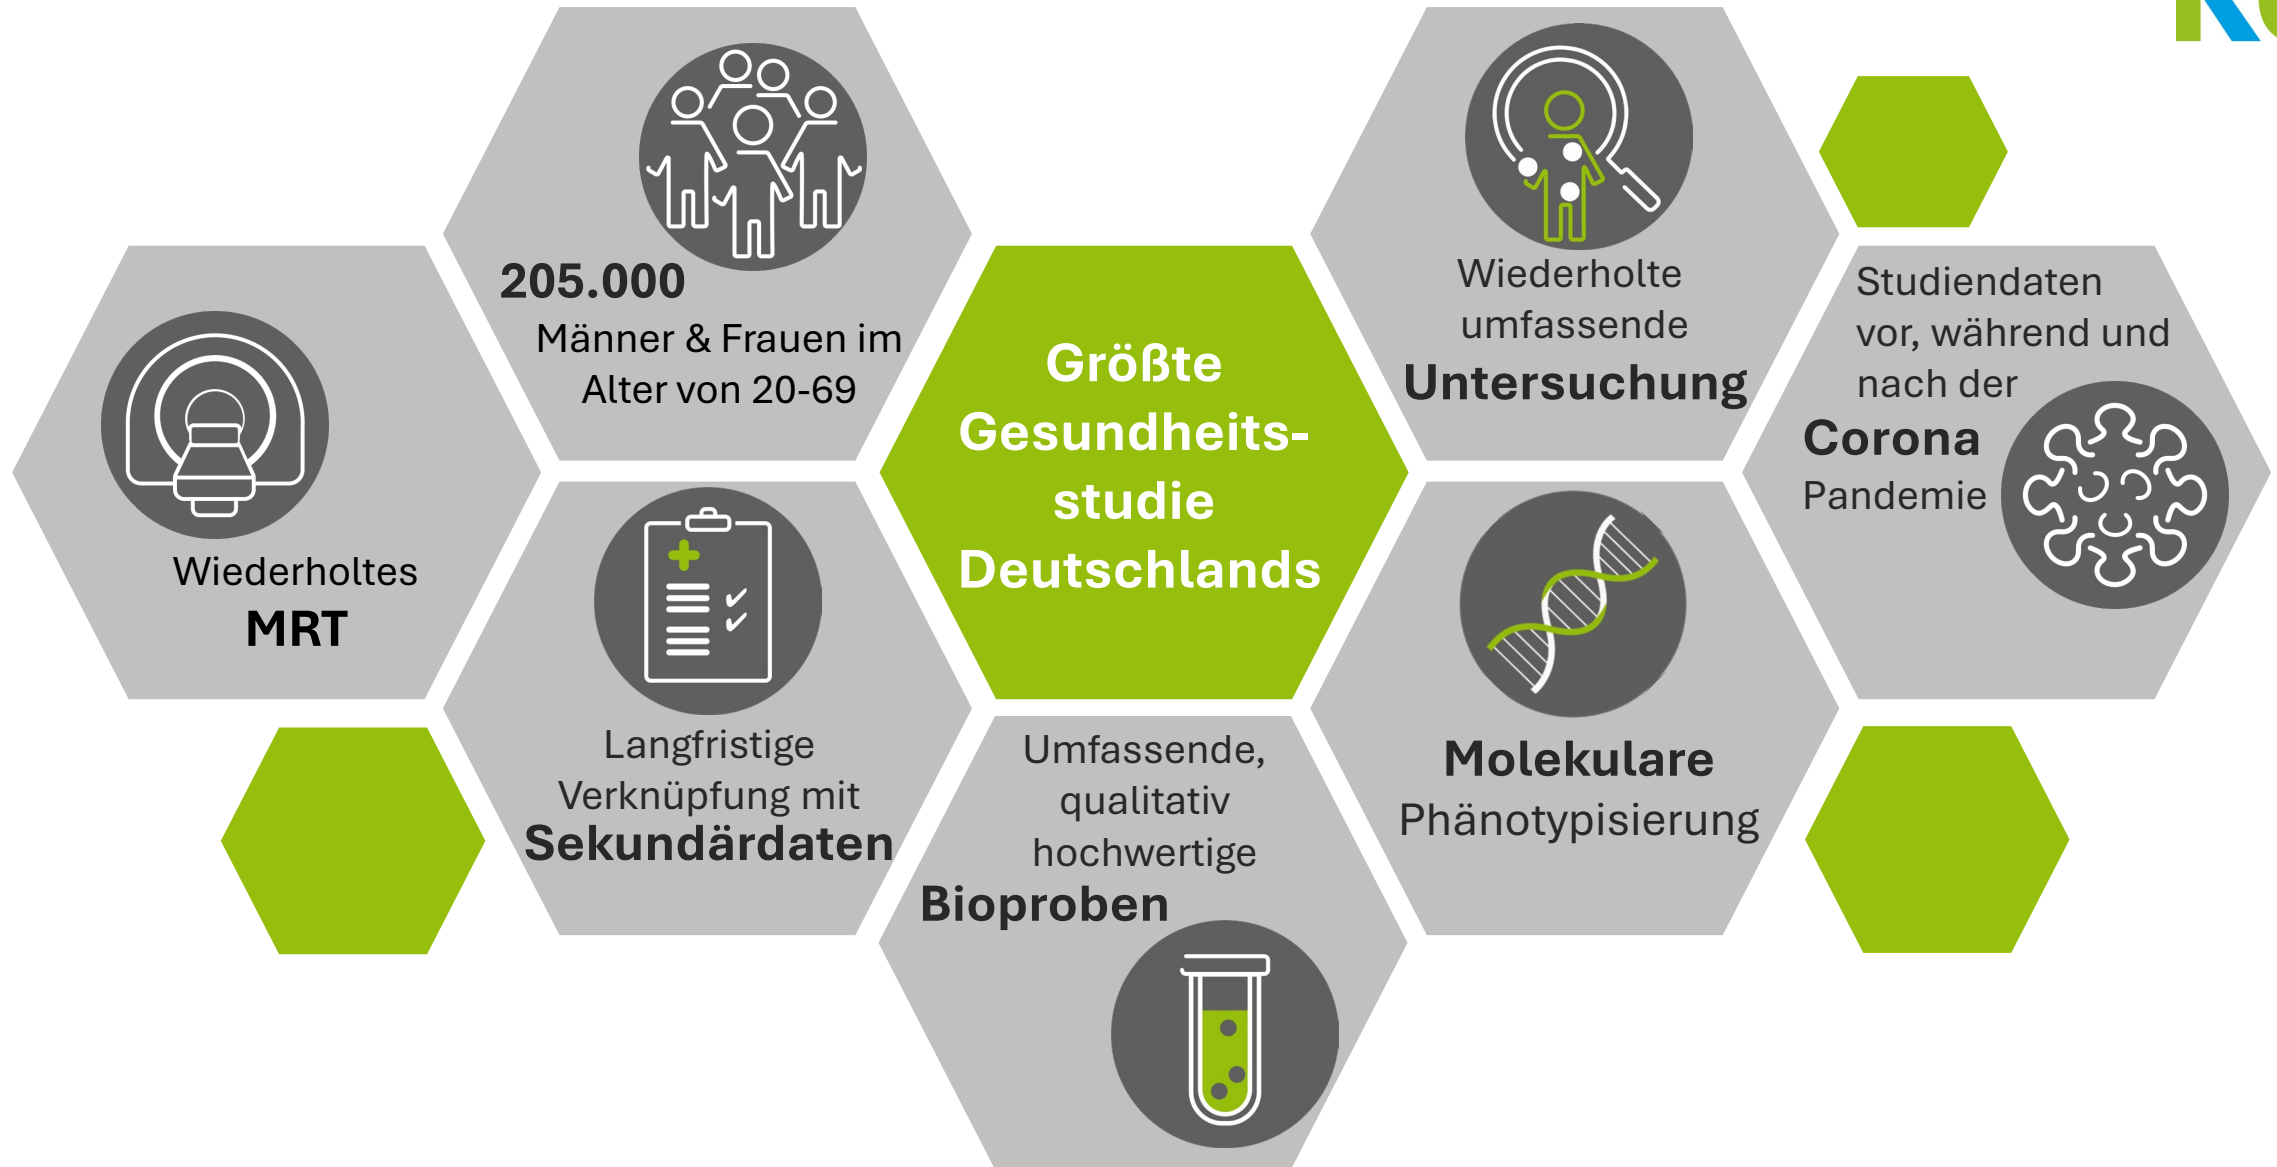 205.000
Männer & Frauen im
Alter von 20-69
Wiederholte
umfassende
Untersuchung
Studiendaten
vor, während und
nach der
Corona
Pandemie
Größte
Gesundheits-
studie
Deutschlands
Wiederholtes
MRT
Langfristige
Verknüpfung mit
Sekundärdaten
Umfassende,
qualitativ
hochwertige
Bioproben
Molekulare
Phänotypisierung